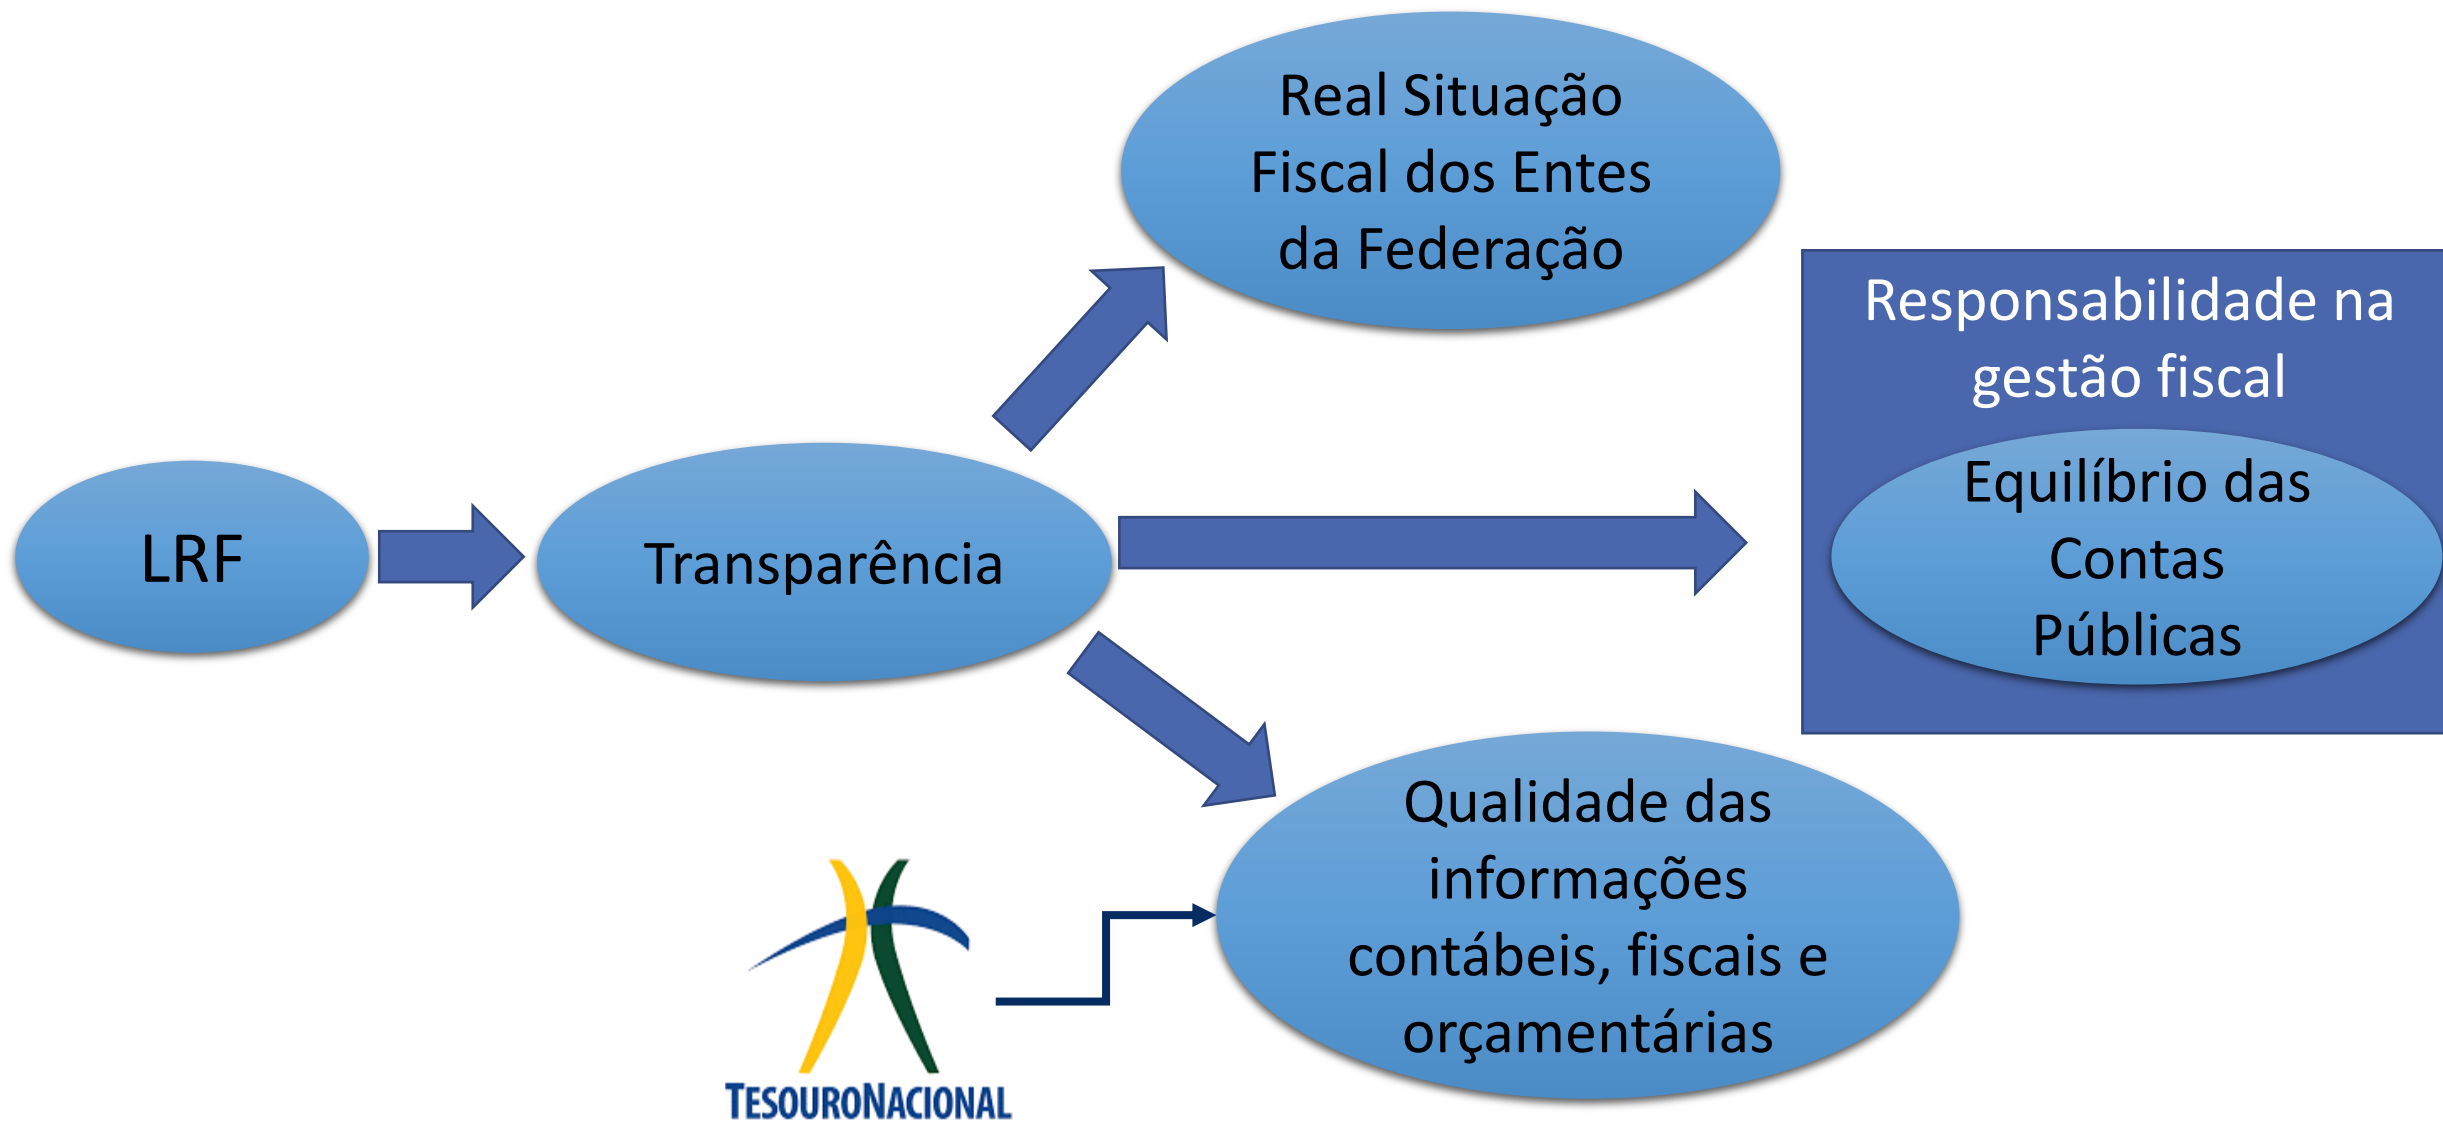 Real Situação
Fiscal dos Entes
da Federação
Responsabilidade na
gestão fiscal
Equilíbrio das
Contas
Públicas
LRF
Transparência
Qualidade das
informações
contábeis, fiscais e
orçamentárias
TESOURONACIONAL